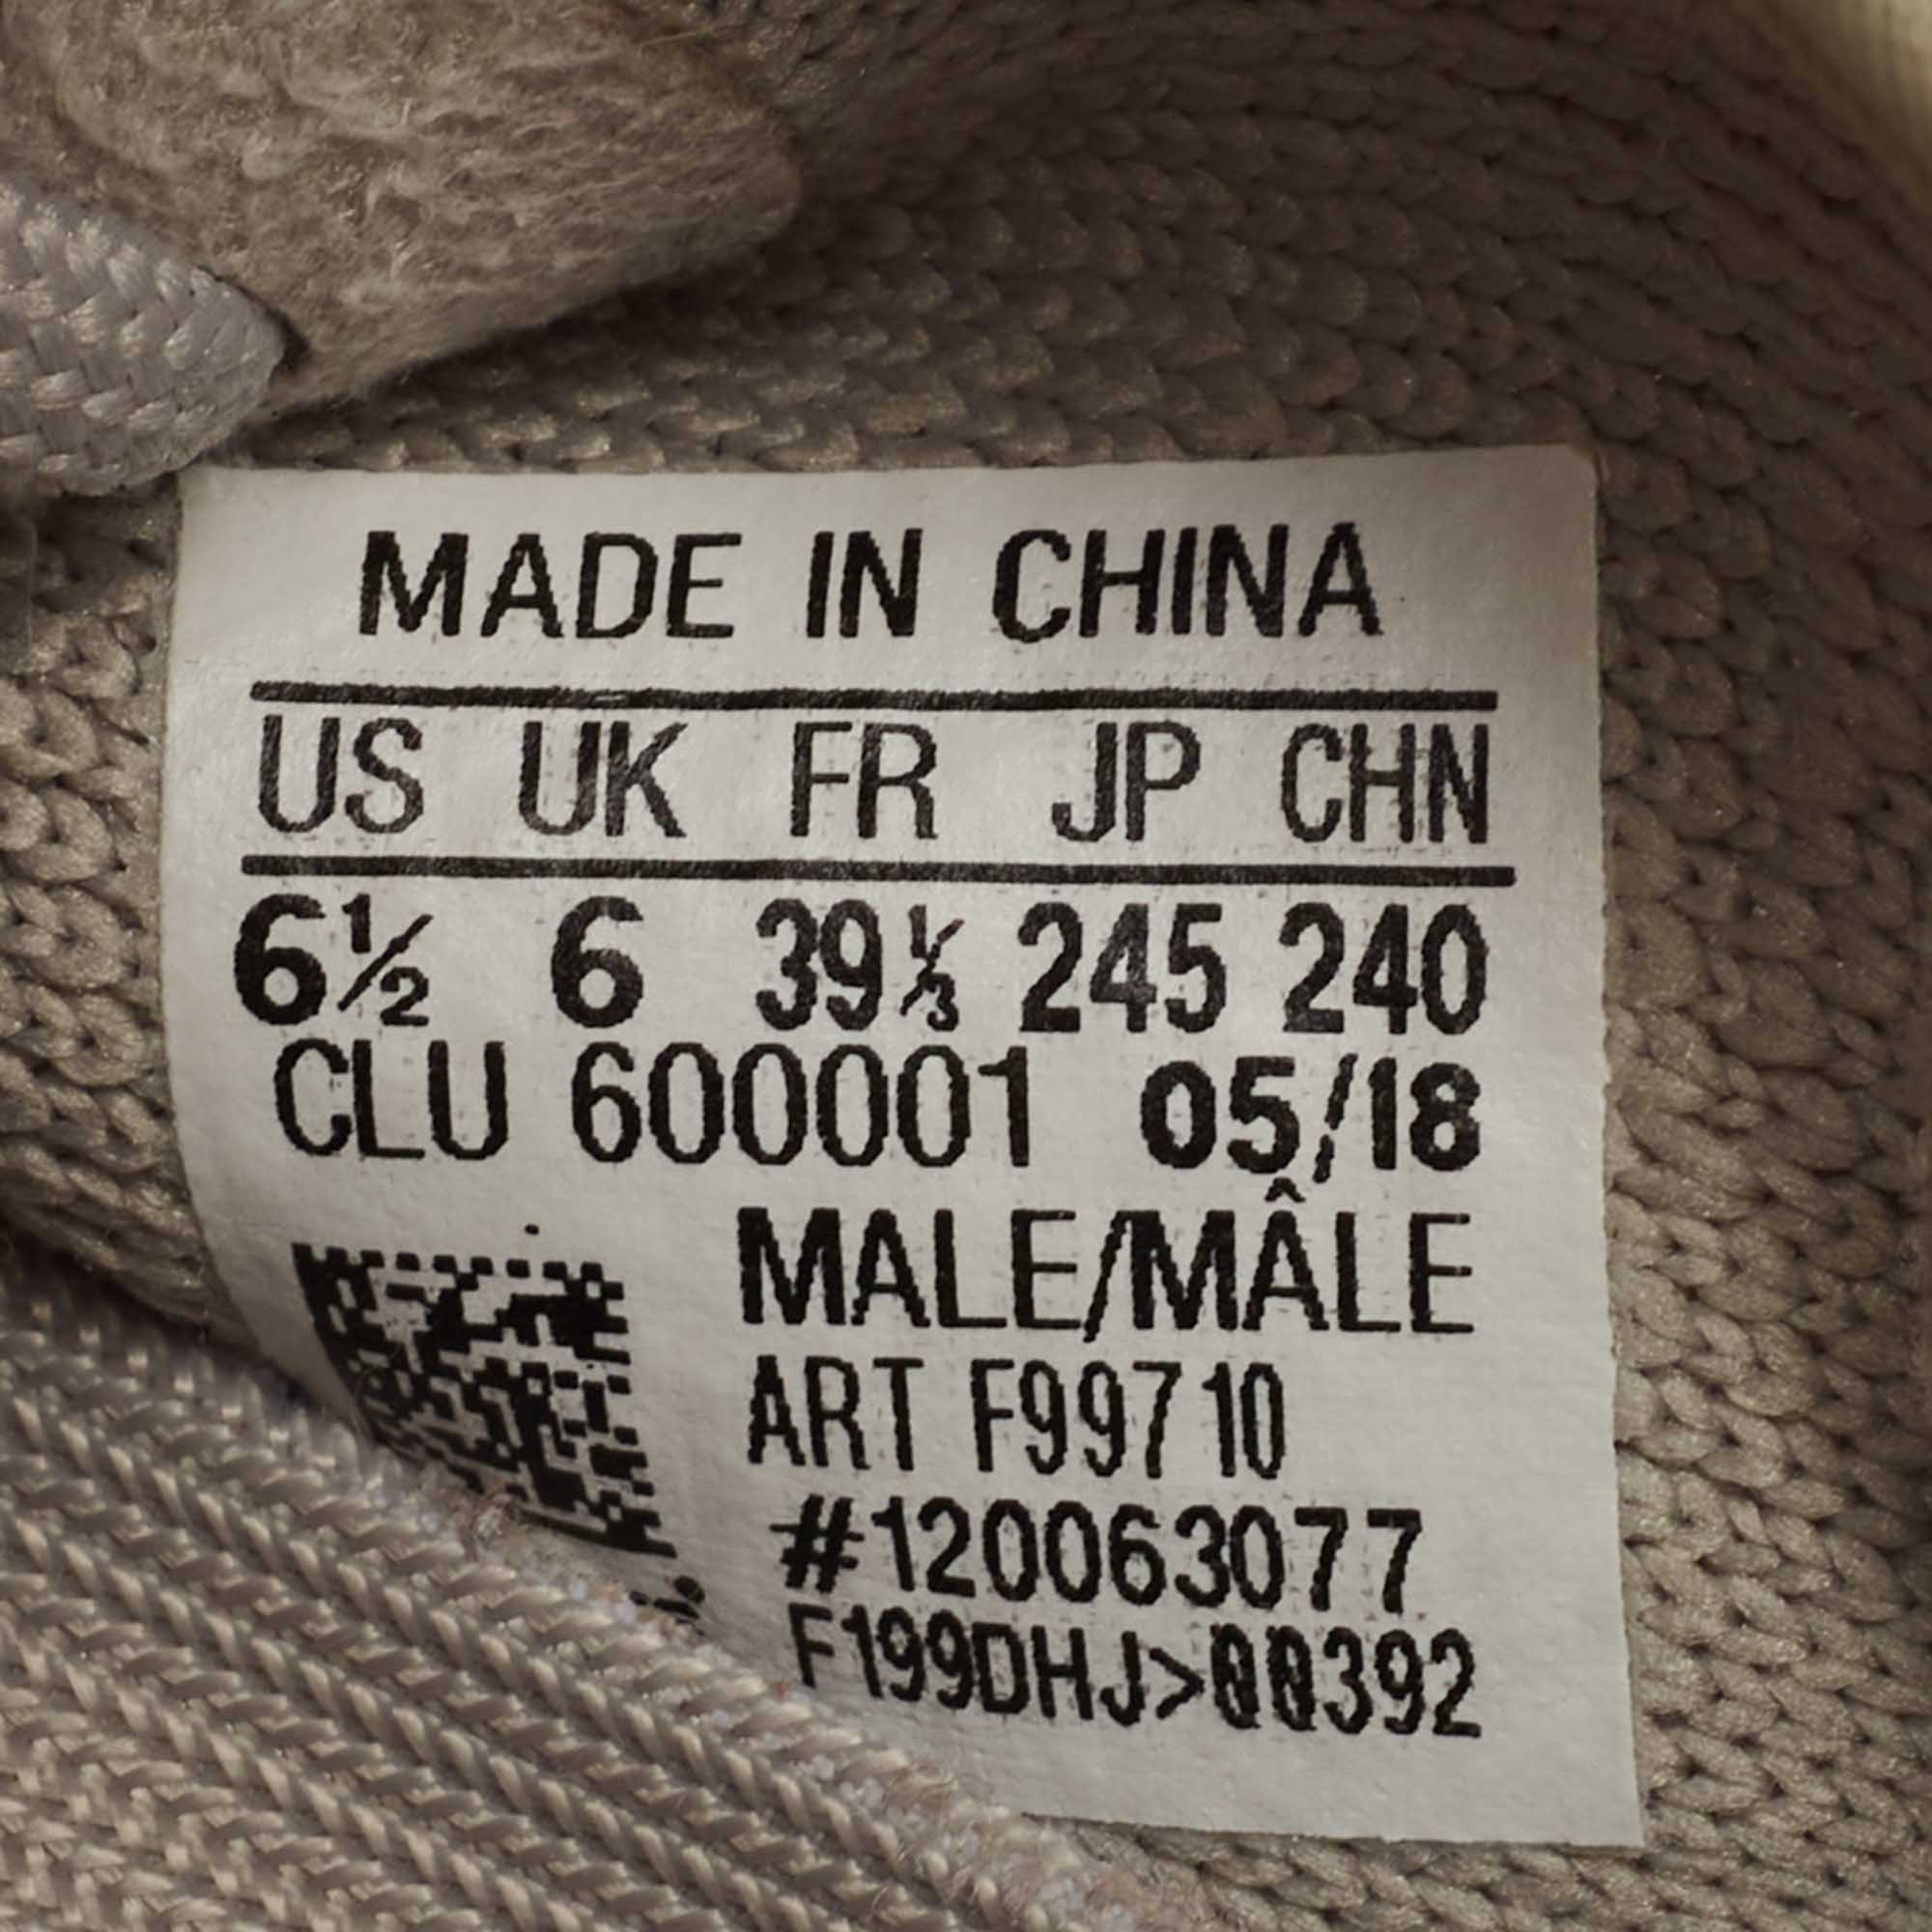 MADE IN CHINA
US UK FR JP CHN
6½ 6 39⅓ 245 240
CLU 600001 05/18
MALE/MÂLE
ART F99710
#120063077
F199DHJ>00392